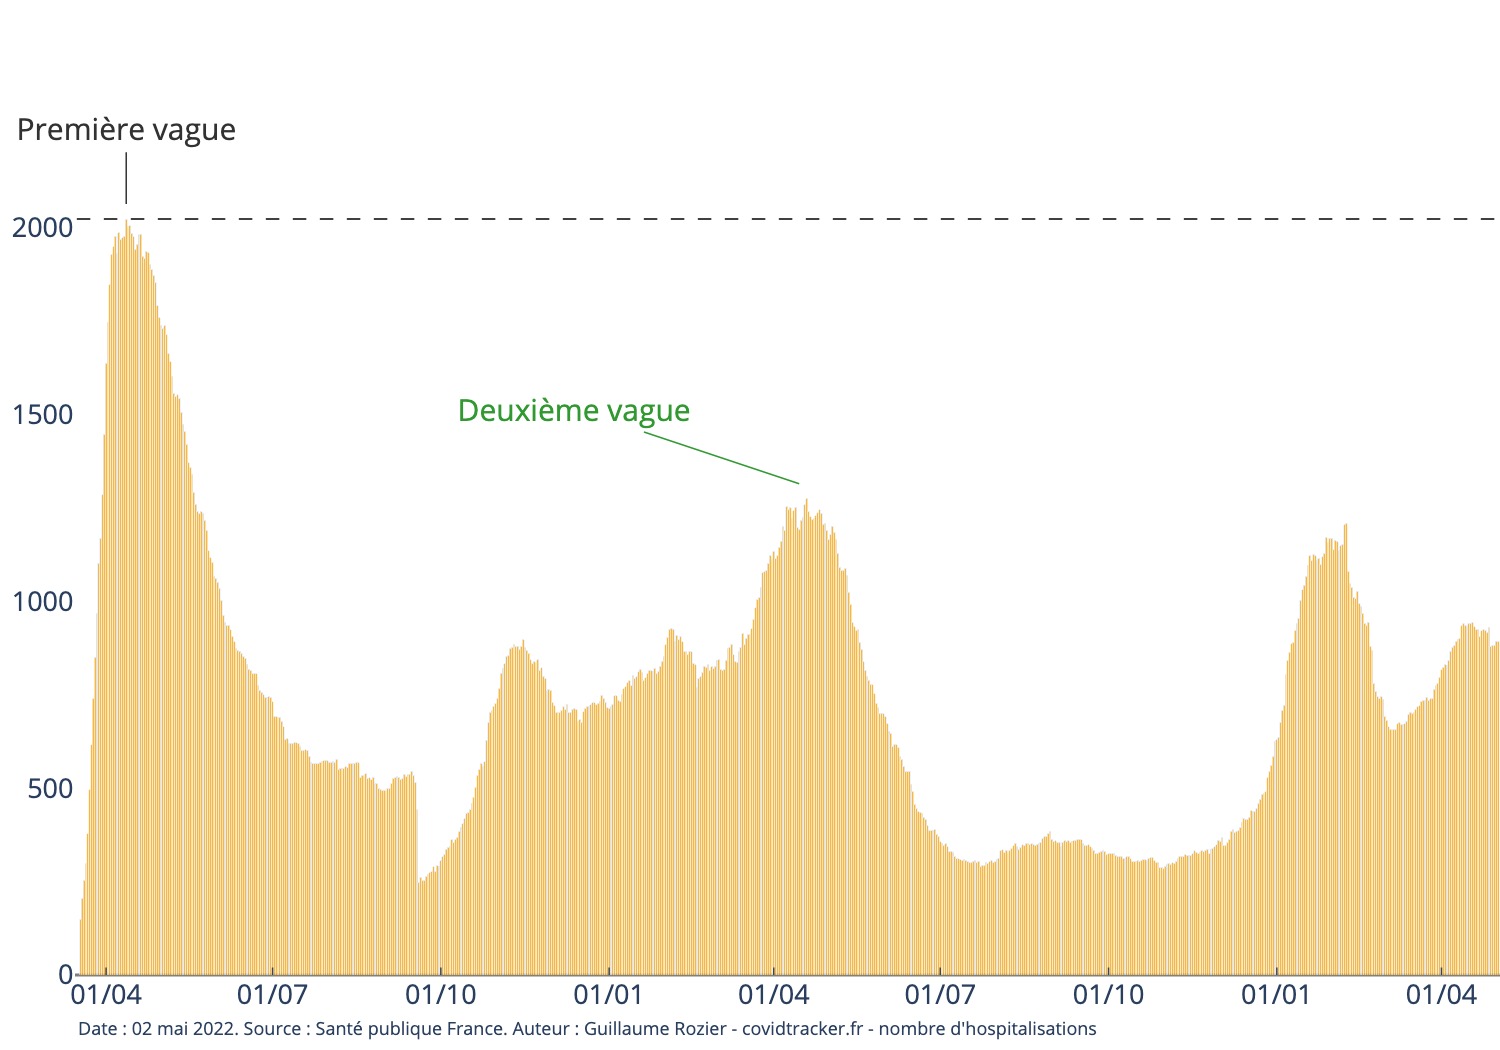 Première vague
2000
1500
Deuxième vague
1000
500
0
01/04 01/07 01/10 01/01 01/04 01/07 01/10 01/01 01/04
Date : 02 mai 2022. Source : Santé publique France. Auteur : Guillaume Rozier - covidtracker.fr - nombre d'hospitalisations